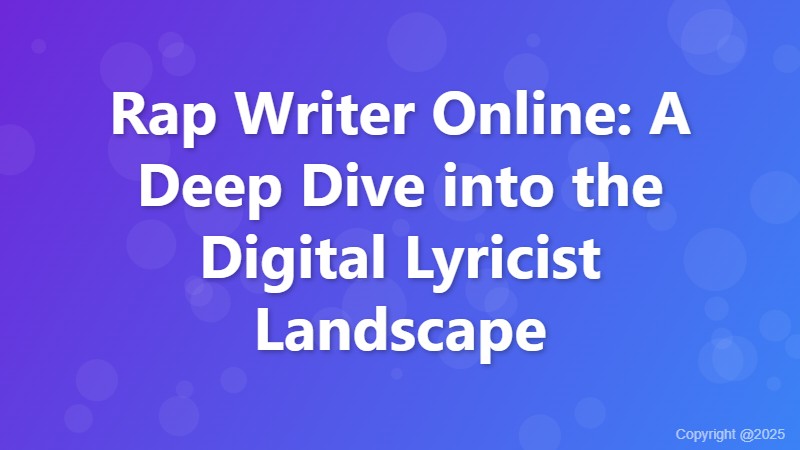 Rap Writer Online: A
Deep Dive into the
Digital Lyricist
Landscape
Copyright @2025